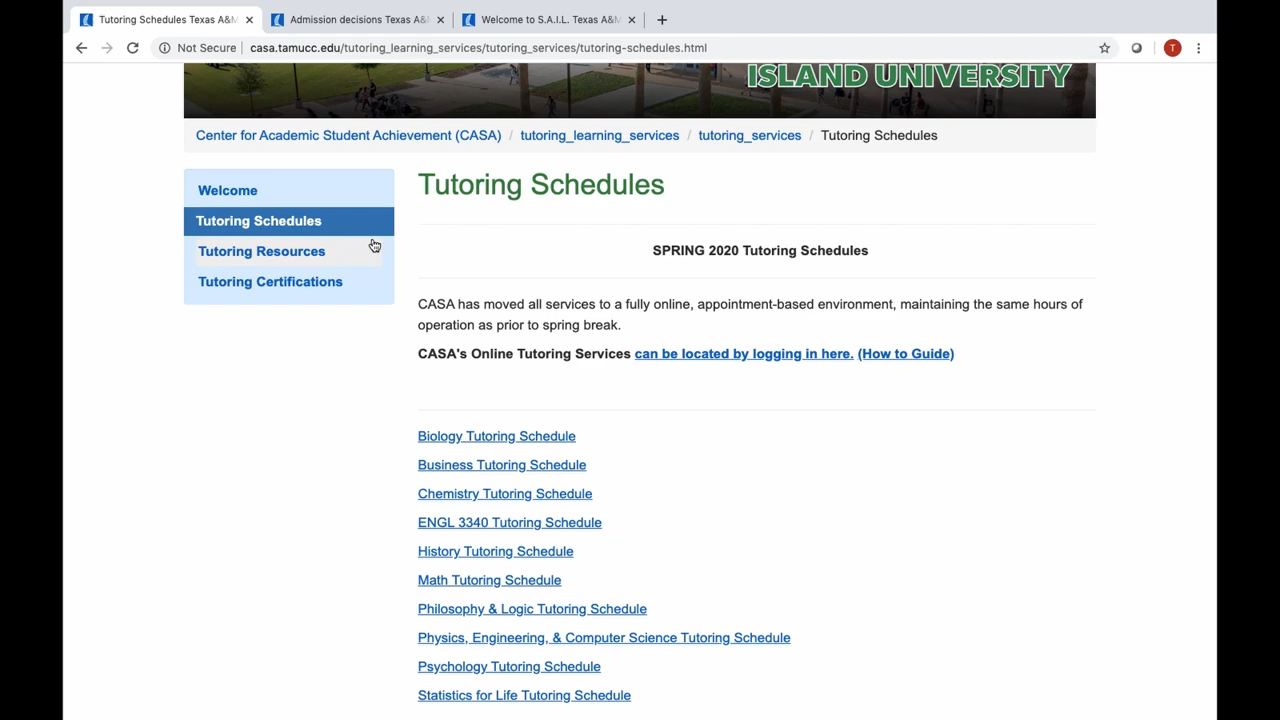 Tutoring Schedules Texas A&M
Admission decisions Texas A&M
Welcome to S.A.I.L. Texas A&M
Not Secure
casa.tamucc.edu/tutoring_learning_services/tutoring_services/tutoring-schedules.html
T
ISLAND UNIVERSITY
Center for Academic Student Achievement (CASA) / tutoring_learning_services / tutoring_services / Tutoring Schedules
Welcome
Tutoring Schedules
Tutoring Resources
Tutoring Certifications
Tutoring Schedules
SPRING 2020 Tutoring Schedules
CASA has moved all services to a fully online, appointment-based environment, maintaining the same hours of
operation as prior to spring break.
CASA's Online Tutoring Services can be located by logging in here. (How to Guide)
Biology Tutoring Schedule
Business Tutoring Schedule
Chemistry Tutoring Schedule
ENGL 3340 Tutoring Schedule
History Tutoring Schedule
Math Tutoring Schedule
Philosophy & Logic Tutoring Schedule
Physics, Engineering, & Computer Science Tutoring Schedule
Psychology Tutoring Schedule
Statistics for Life Tutoring Schedule